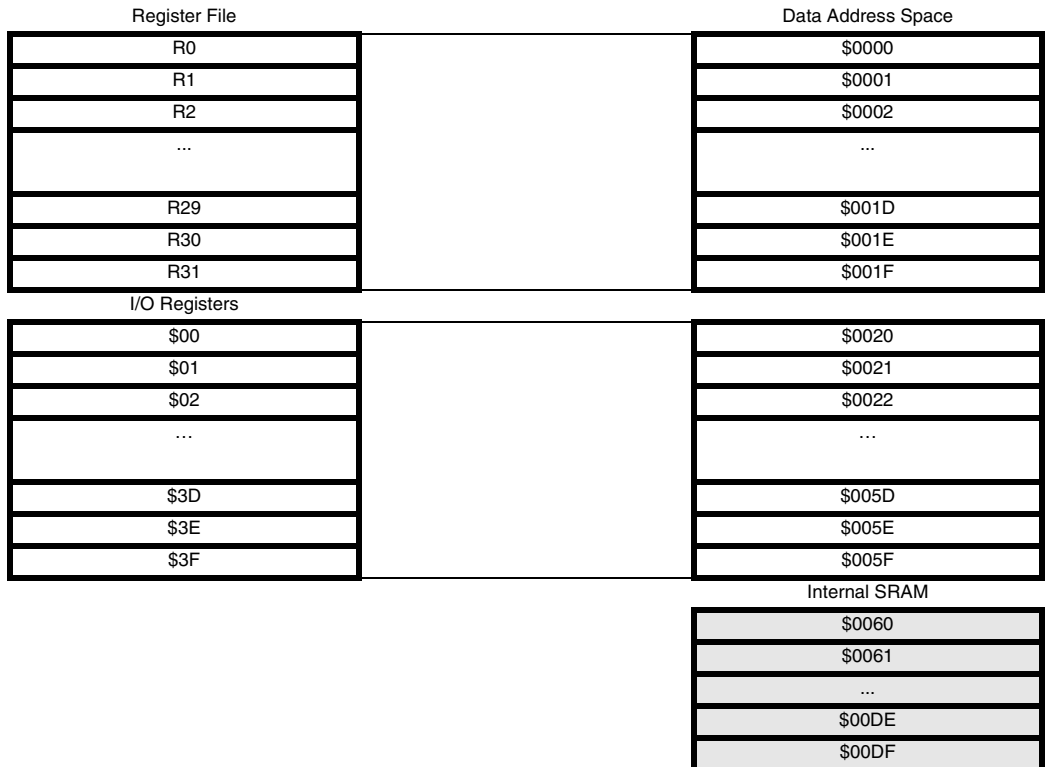 Register File
Data Address Space
R0
$0000
R1
$0001
R2
$0002
...
...
R29
$001D
R30
$001E
R31
$001F
I/O Registers
$00
$0020
$01
$0021
$02
$0022
…
…
$3D
$005D
$3E
$005E
$3F
$005F
Internal SRAM
$0060
$0061
...
$00DE
$00DF